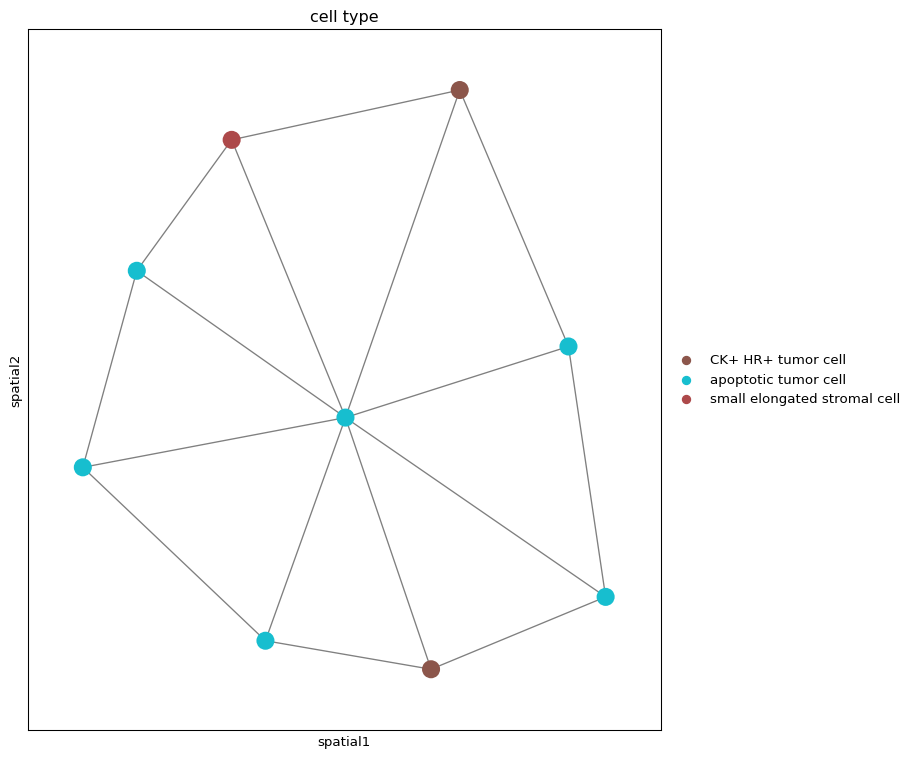 cell type
spatial2
CK+ HR+ tumor cell
apoptotic tumor cell
small elongated stromal cell
spatial1